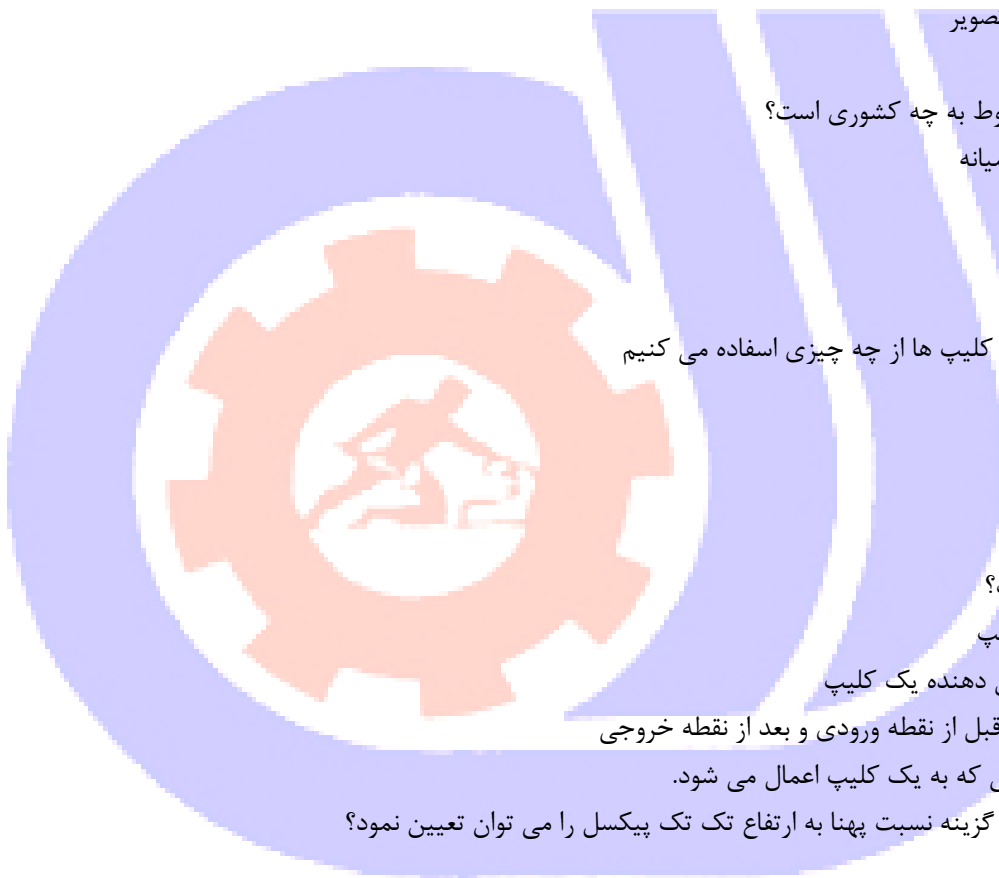 صویر
وط به چه کشوری است؟
میانه
کلیپ ها از چه چیزی اسفاده می کنیم
؟
پ
دهنده یک کلیپ
قبل از نقطه ورودی و بعد از نقطه خروجی
ی که به یک کلیپ اعمال می شود.
گزینه نسبت پهنا به ارتفاع تک تک پیکسل را می توان تعیین نمود؟